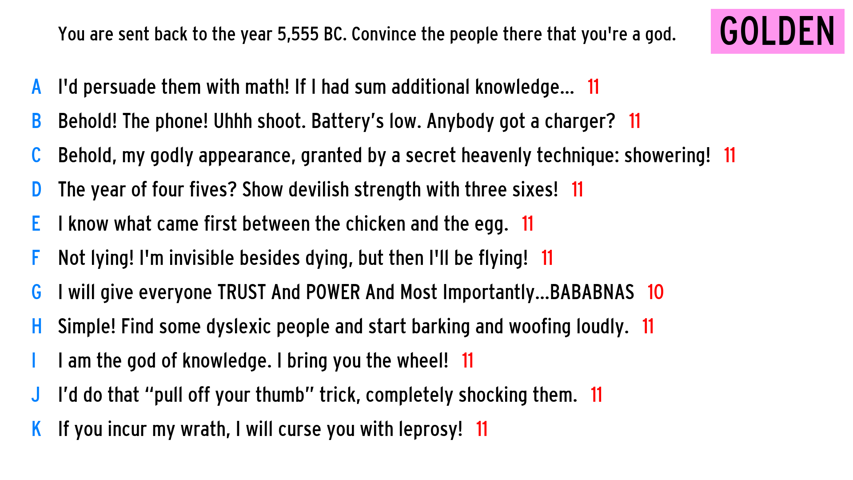 You are sent back to the year 5,555 BC. Convince the people there that you're a god.
GOLDEN
A I'd persuade them with math! If I had sum additional knowledge... 11
B Behold! The phone! Uhhh shoot. Battery’s low. Anybody got a charger? 11
C Behold, my godly appearance, granted by a secret heavenly technique: showering! 11
D The year of four fives? Show devilish strength with three sixes! 11
E I know what came first between the chicken and the egg. 11
F Not lying! I'm invisible besides dying, but then I'll be flying! 11
G I will give everyone TRUST And POWER And Most Importantly...BABABNAS 10
H Simple! Find some dyslexic people and start barking and woofing loudly. 11
I I am the god of knowledge. I bring you the wheel! 11
J I’d do that “pull off your thumb” trick, completely shocking them. 11
K If you incur my wrath, I will curse you with leprosy! 11